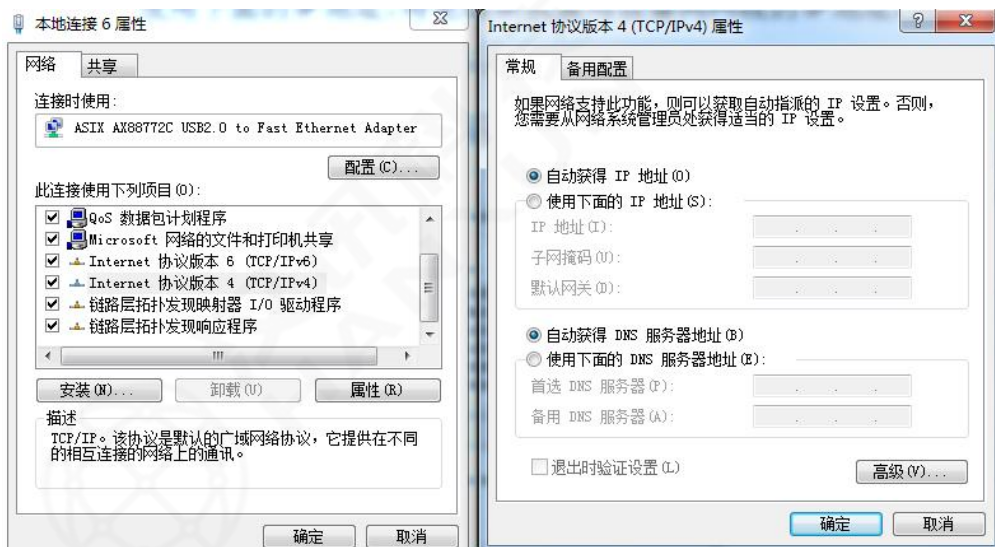 本地连接 6 属性
网络
共享
连接时使用:
ASIX AX88772C USB2.0 to Fast Ethernet Adapter
配置(C)...
此连接使用下列项目(O):
QoS 数据包计划程序
Microsoft 网络的文件和打印机共享
Internet 协议版本 6 (TCP/IPv6)
Internet 协议版本 4 (TCP/IPv4)
链路层拓扑发现映射器 I/O 驱动程序
链路层拓扑发现响应程序
安装(N)...
卸载(U)
属性(R)
描述
TCP/IP。该协议是默认的广域网络协议，它提供在不同
的相互连接的网络上的通讯。
确定
取消
Internet 协议版本 4 (TCP/IPv4) 属性
常规
备用配置
如果网络支持此功能，则可以获取自动指派的 IP 设置。否则，
您需要从网络系统管理员处获得适当的 IP 设置。
自动获得 IP 地址(O)
使用下面的 IP 地址(S):
IP 地址(I):
子网掩码(U):
默认网关(D):
自动获得 DNS 服务器地址(B)
使用下面的 DNS 服务器地址(E):
首选 DNS 服务器(P):
备用 DNS 服务器(A):
退出时验证设置(L)
高级(V)...
确定
取消